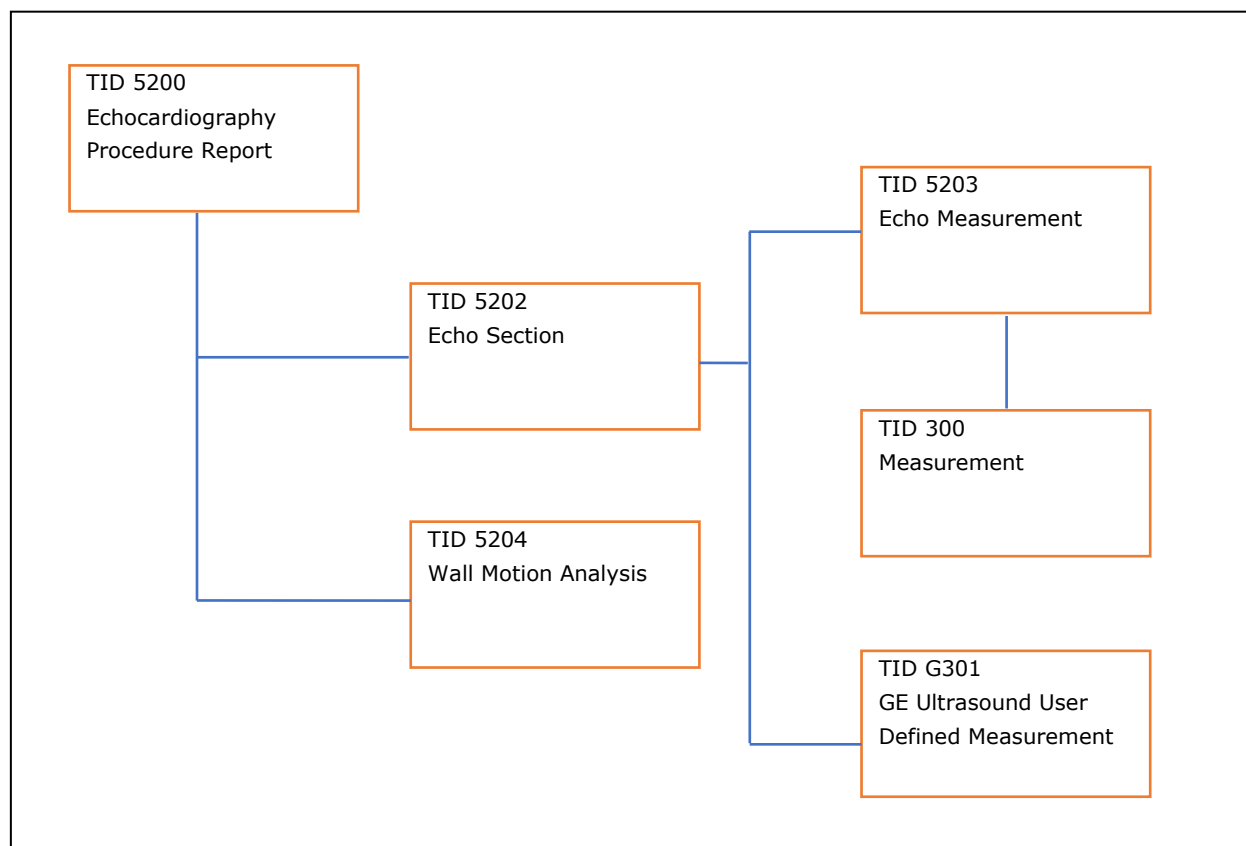 TID 5200
Echocardiography
Procedure Report
TID 5202
Echo Section
TID 5204
Wall Motion Analysis
TID 5203
Echo Measurement
TID 300
Measurement
TID G301
GE Ultrasound User
Defined Measurement